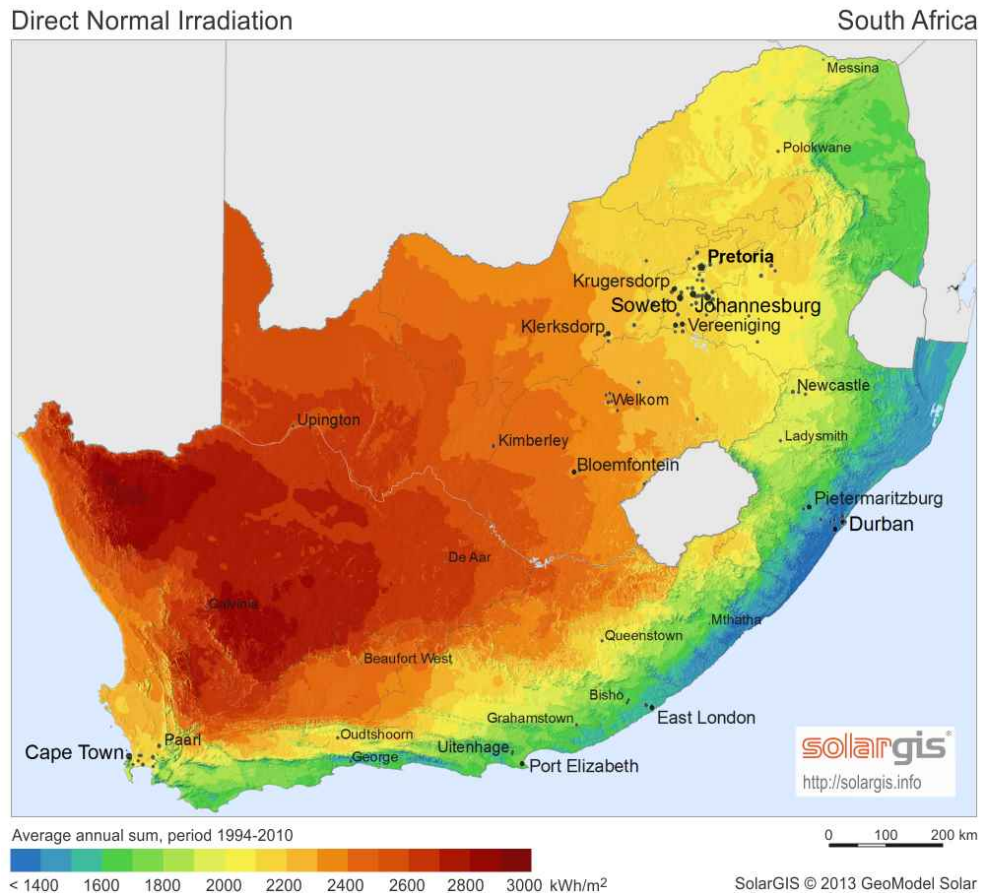 Direct Normal Irradiation
South Africa
Messina
Polokwane
Pretoria
Krugersdorp
Soweto
Johannesburg
Klerksdorp
Vereeniging
Newcastle
Welkom
Upington
Kimberley
Ladysmith
Bloemfontein
Pietermaritzburg
Durban
De Aar
Calvinia
Mthatha
Queenstown
Beaufort West
Bisho
East London
Grahamstown
Oudtshoorn
Paarl
Cape Town
Uitenhage
George
Port Elizabeth
solargis®
http://solargis.info
Average annual sum, period 1994-2010
0 100 200 km
< 1400 1600 1800 2000 2200 2400 2600 2800 3000 kWh/m²
SolarGIS © 2013 GeoModel Solar